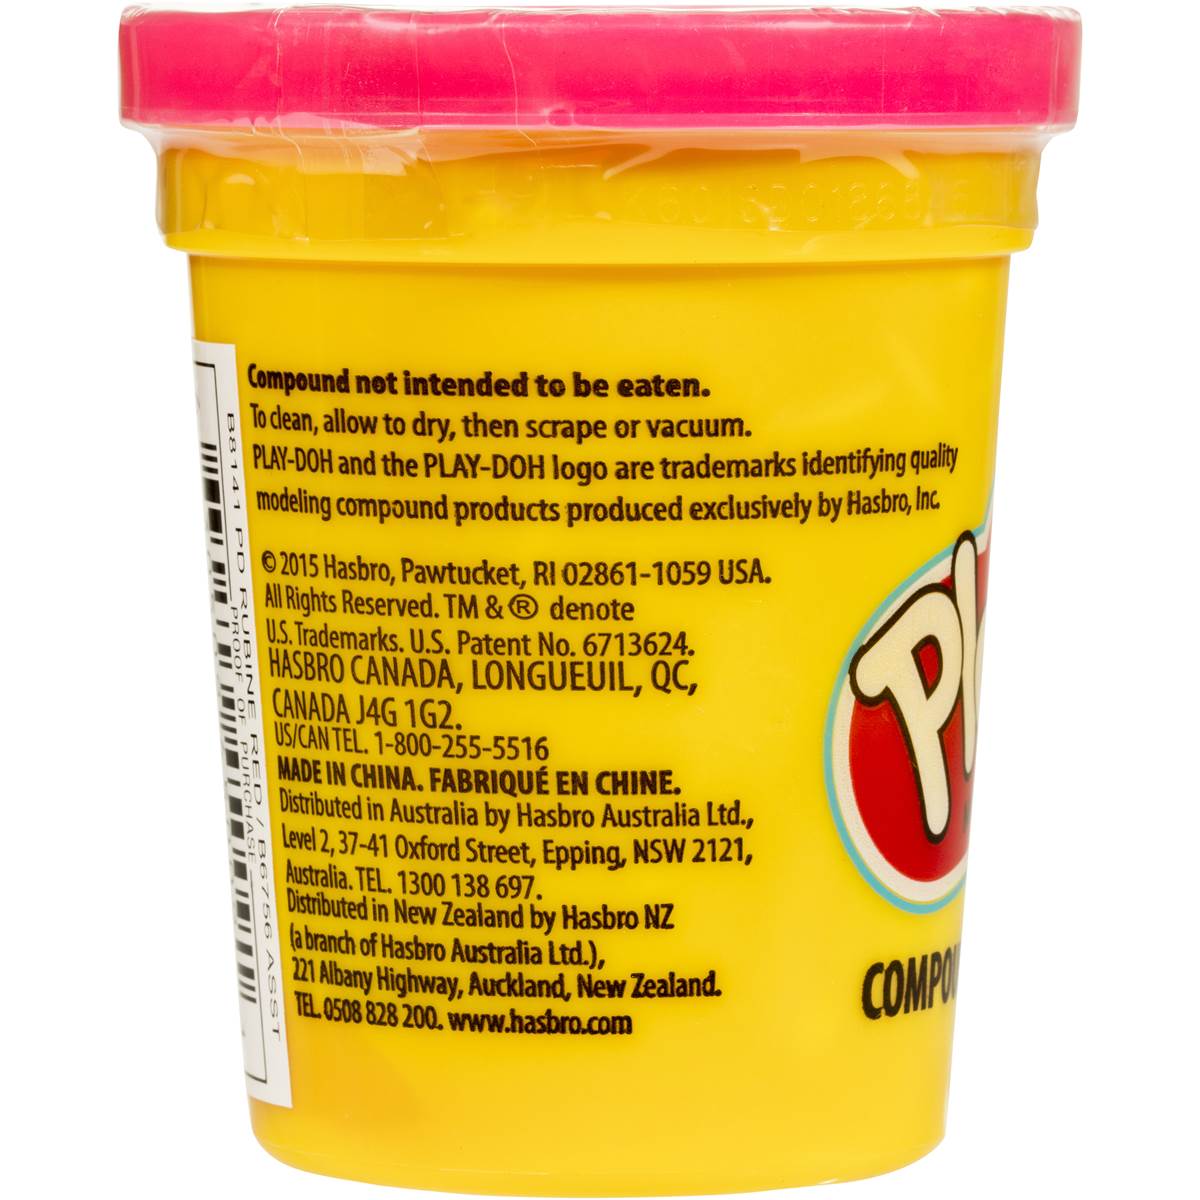 Compound not intended to be eaten.
To clean, allow to dry, then scrape or vacuum.
PLAY-DOH and the PLAY-DOH logo are trademarks identifying quality
modeling compound products produced exclusively by Hasbro, Inc.
© 2015 Hasbro, Pawtucket, RI 02861-1059 USA.
All Rights Reserved. TM & ® denote
U.S. Trademarks. U.S. Patent No. 6713624.
HASBRO CANADA, LONGUEUIL, QC,
CANADA J4G 1G2.
US/CAN TEL. 1-800-255-5516
MADE IN CHINA. FABRIQUÉ EN CHINE.
Distributed in Australia by Hasbro Australia Ltd.,
Level 2, 37-41 Oxford Street, Epping, NSW 2121,
Australia. TEL. 1300 138 697.
Distributed in New Zealand by Hasbro NZ
(a branch of Hasbro Australia Ltd.),
221 Albany Highway, Auckland, New Zealand.
TEL. 0508 828 200. www.hasbro.com
B8141 PD RUBINE RED / B6756 ASST
PROOF OF PURCHASE
Pl
COMPOU